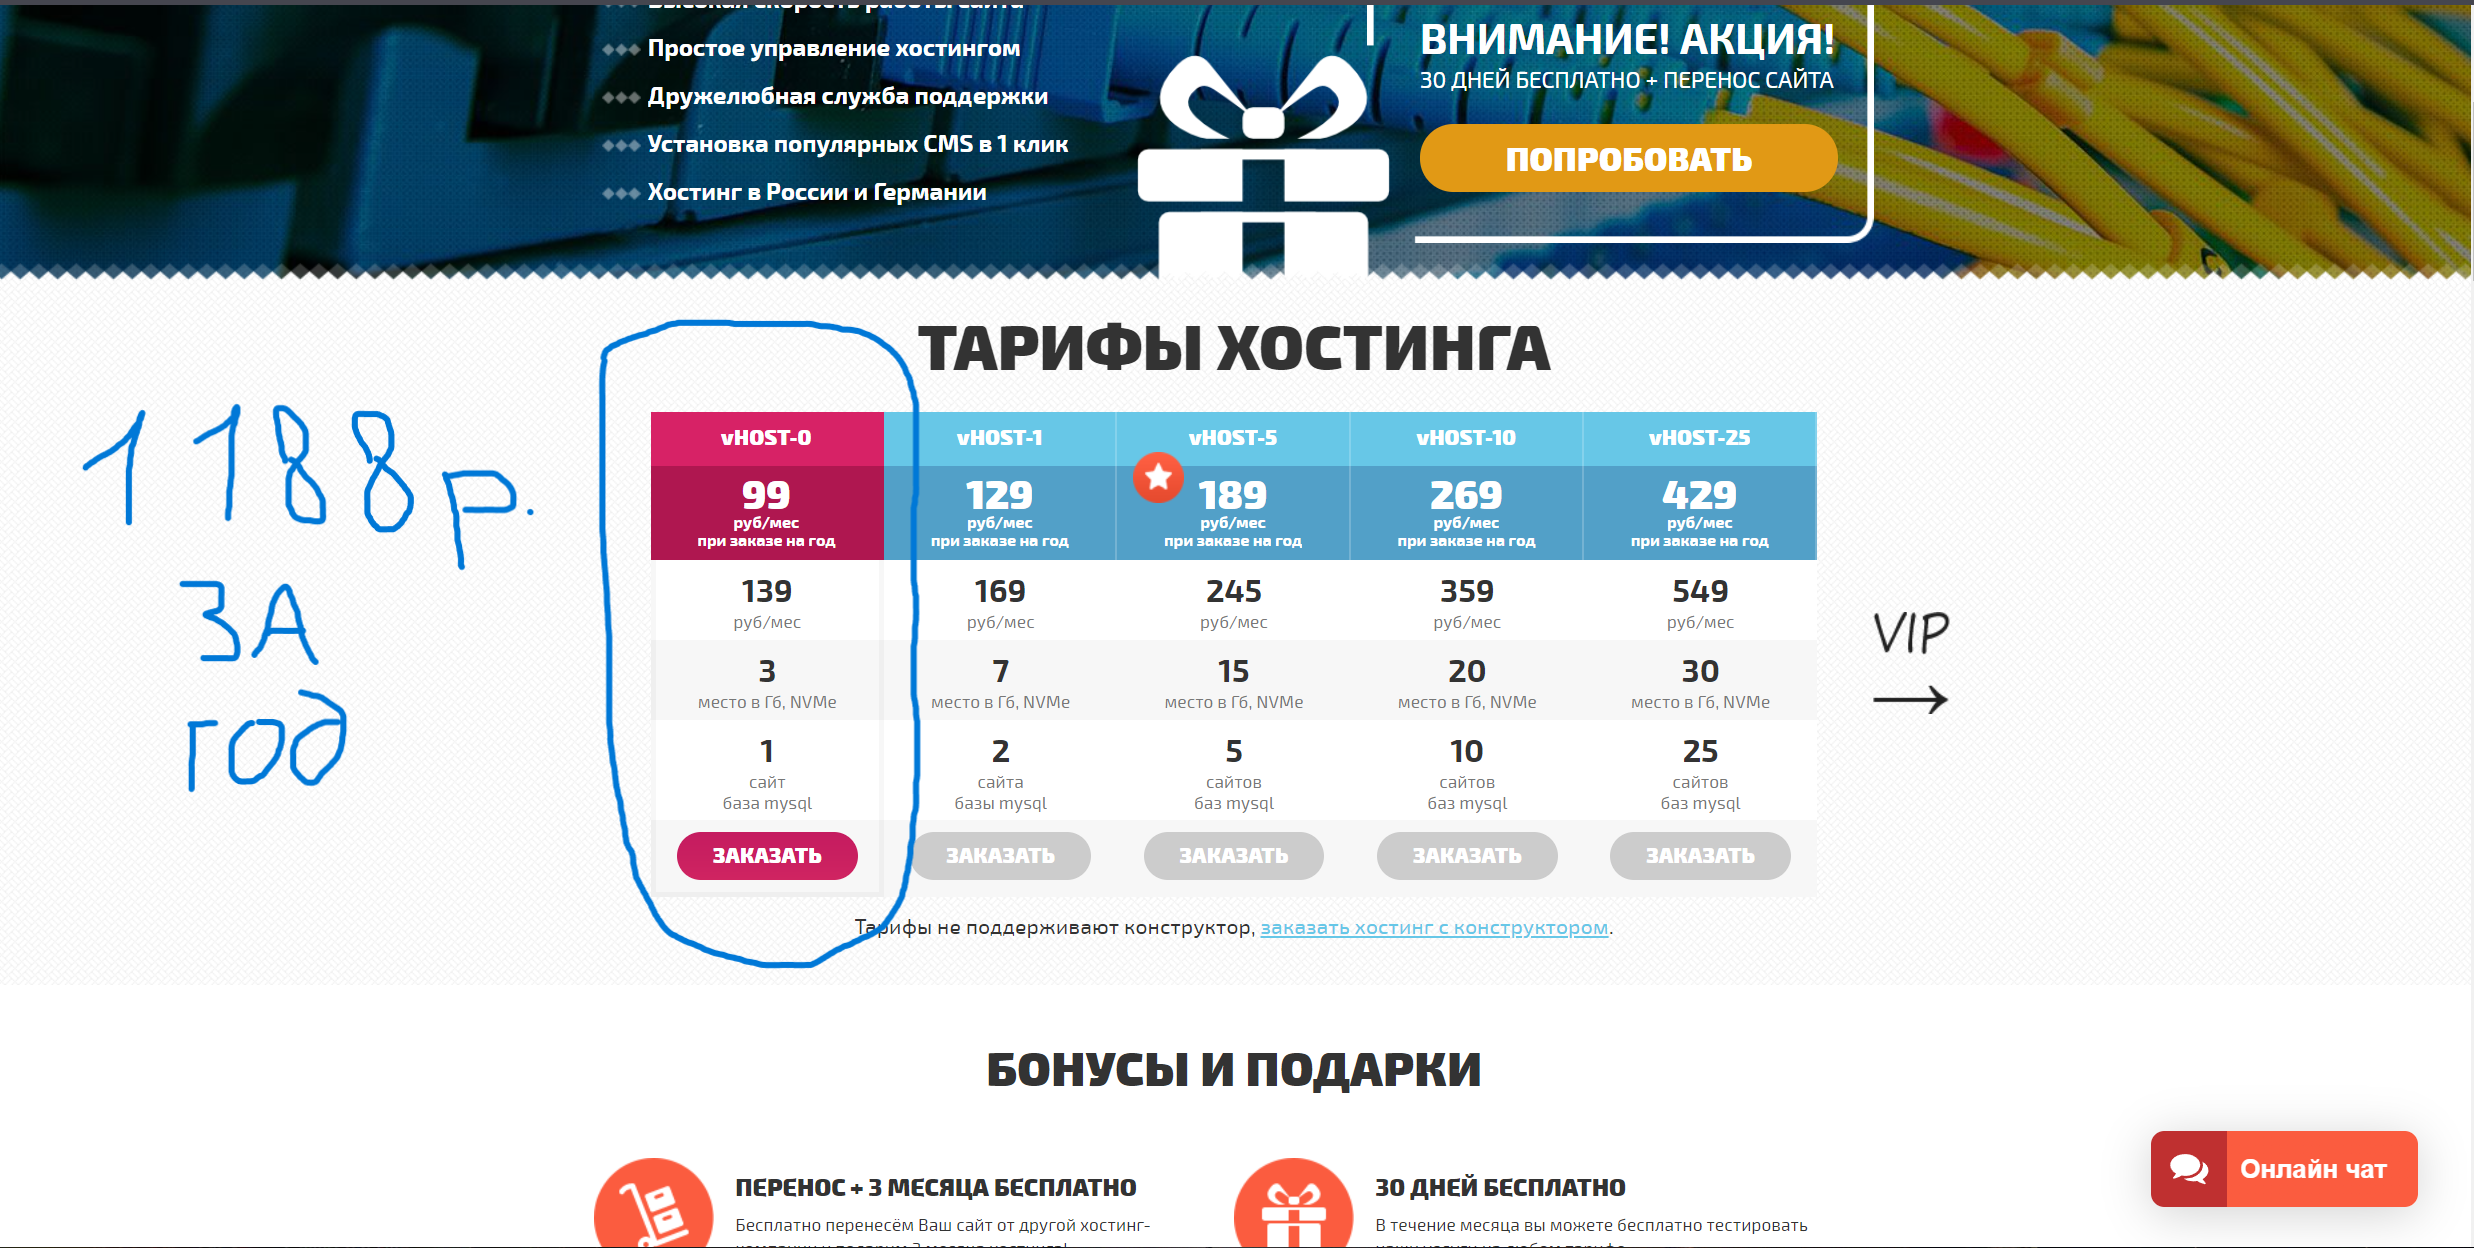 Высокая скорость работы сайта
Простое управление хостингом
Дружелюбная служба поддержки
Установка популярных CMS в 1 клик
Хостинг в России и Германии
ВНИМАНИЕ! АКЦИЯ!
30 ДНЕЙ БЕСПЛАТНО + ПЕРЕНОС САЙТА
ПОПРОБОВАТЬ
ТАРИФЫ ХОСТИНГА
1188р.
ЗА
год
vHOST-0 vHOST-1 vHOST-5 vHOST-10 vHOST-25
99 129 189 269 429
руб/мес руб/мес руб/мес руб/мес руб/мес
при заказе на год при заказе на год при заказе на год при заказе на год при заказе на год
139 169 245 359 549
руб/мес руб/мес руб/мес руб/мес руб/мес
3 7 15 20 30
место в Гб, NVMe место в Гб, NVMe место в Гб, NVMe место в Гб, NVMe место в Гб, NVMe
1 2 5 10 25
сайт сайта сайтов сайтов сайтов
база mysql базы mysql баз mysql баз mysql баз mysql
ЗАКАЗАТЬ ЗАКАЗАТЬ ЗАКАЗАТЬ ЗАКАЗАТЬ ЗАКАЗАТЬ
VIP
Тарифы не поддерживают конструктор, заказать хостинг с конструктором.
БОНУСЫ И ПОДАРКИ
ПЕРЕНОС + 3 МЕСЯЦА БЕСПЛАТНО
Бесплатно перенесём Ваш сайт от другой хостинг-
30 ДНЕЙ БЕСПЛАТНО
В течение месяца вы можете бесплатно тестировать
Онлайн чат